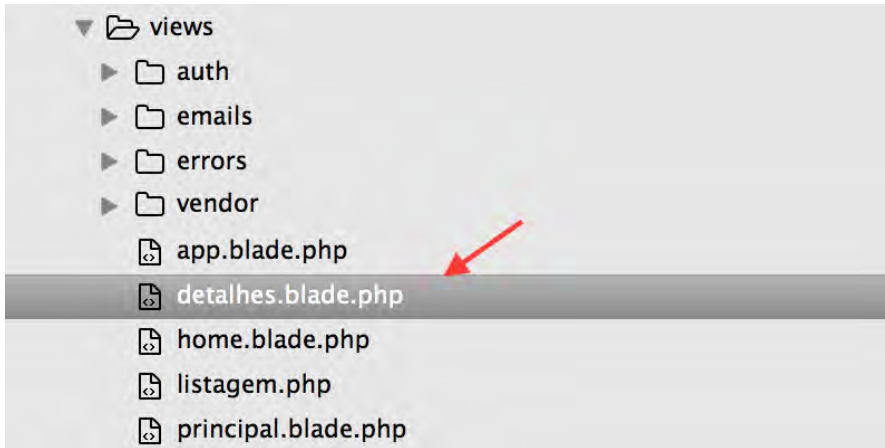 views
auth
emails
errors
vendor
app.blade.php
detalhes.blade.php
home.blade.php
listagem.php
principal.blade.php